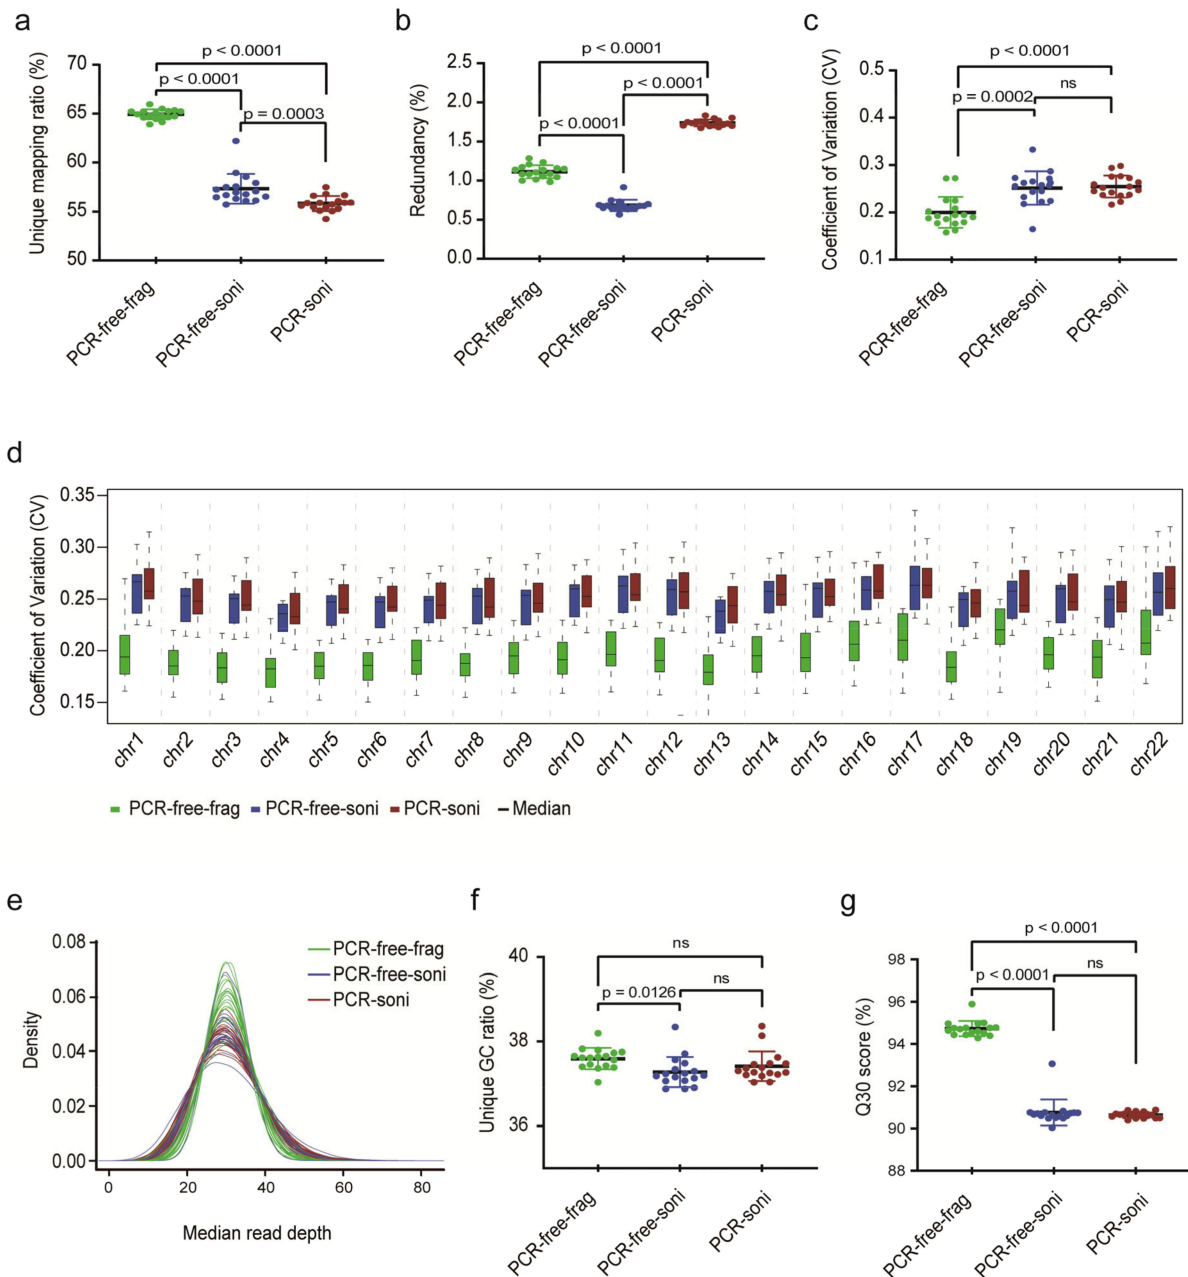 a
Unique mapping ratio (%)
70
65
60
55
50
p < 0.0001
p < 0.0001
p = 0.0003
PCR-free-frag
PCR-free-soni
PCR-soni
b
Redundancy (%)
2.5
2.0
1.5
1.0
0.5
0.0
p < 0.0001
p < 0.0001
p < 0.0001
PCR-free-frag
PCR-free-soni
PCR-soni
c
Coefficient of Variation (CV)
0.5
0.4
0.3
0.2
0.1
p < 0.0001
ns
p = 0.0002
PCR-free-frag
PCR-free-soni
PCR-soni
d
Coefficient of Variation (CV)
0.35
0.30
0.25
0.20
0.15
chr1
chr2
chr3
chr4
chr5
chr6
chr7
chr8
chr9
chr10
chr11
chr12
chr13
chr14
chr15
chr16
chr17
chr18
chr19
chr20
chr21
chr22
PCR-free-frag PCR-free-soni PCR-soni Median
e
Density
0.08
0.06
0.04
0.02
0.00
PCR-free-frag
PCR-free-soni
PCR-soni
0 20 40 60 80
Median read depth
f
Unique GC ratio (%)
40
38
36
ns
ns
p = 0.0126
PCR-free-frag
PCR-free-soni
PCR-soni
g
Q30 score (%)
98
96
94
92
90
88
p < 0.0001
p < 0.0001
ns
PCR-free-frag
PCR-free-soni
PCR-soni